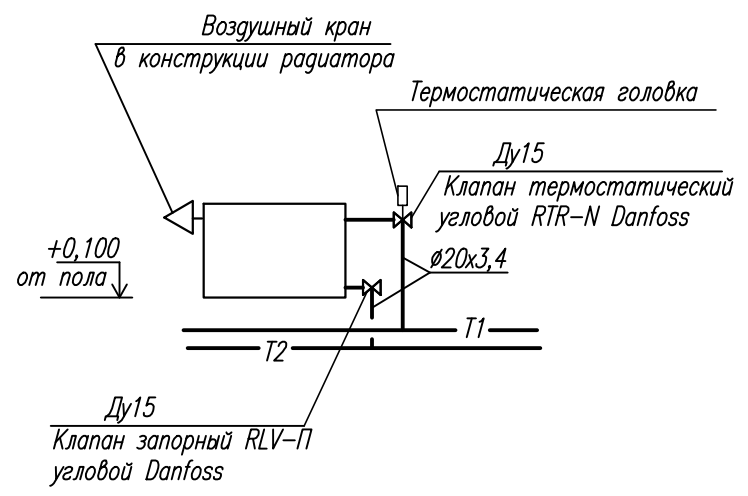 Воздушный кран
в конструкции радиатора
Термостатическая головка
Ду15
Клапан термостатический
угловой RTR-N Danfoss
+0,100
от пола
ø20x3,4
T1
T2
Ду15
Клапан запорный RLV-П
угловой Danfoss